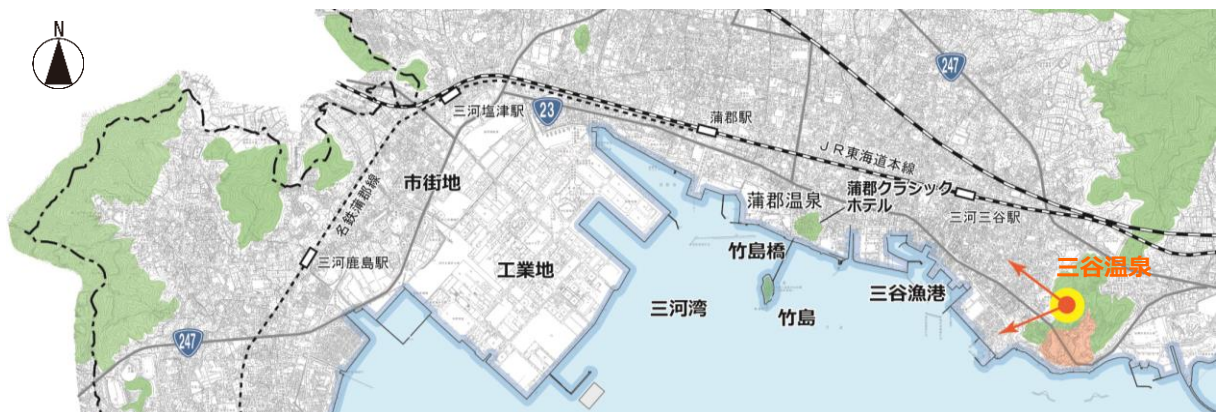 N
247
三河塩津駅
23
蒲郡駅
JR東海道本線
市街地
名鉄蒲郡線
蒲郡温泉
蒲郡クラシック
ホテル
三河三谷駅
三河鹿島駅
工業地
竹島橋
三谷温泉
三河湾
竹島
三谷漁港
247